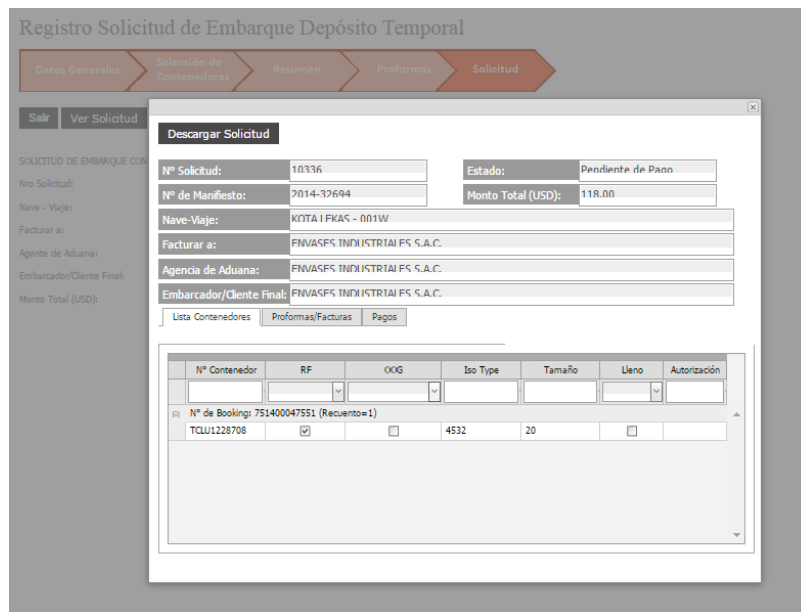 Registro Solicitud de Embarque Depósito Temporal
Datos Generales
Selección de
Contenedores
Resumen
Proformas
Solicitud
Salir
Ver Solicitud
Descargar Solicitud
SOLICITUD DE EMBARQUE CON
Nro Solicitud:
Nave - Viaje:
Facturar a:
Agente de Aduana:
Embarcador/Cliente Final:
Monto Total (USD):
Nº Solicitud: 10336 Estado: Pendiente de Pago
Nº de Manifiesto: 2014-32694 Monto Total (USD): 118.00
Nave-Viaje: KOTA LEKAS - 001W
Facturar a: ENVASES INDUSTRIALES S.A.C.
Agencia de Aduana: ENVASES INDUSTRIALES S.A.C.
Embarcador/Cliente Final: ENVASES INDUSTRIALES S.A.C.
Lista Contenedores Proformas/Facturas Pagos
Nº Contenedor RF OOG Iso Type Tamaño Lleno Autorización
Nº de Booking: 751400047551 (Recuento=1)
TCLU1228708 4532 20